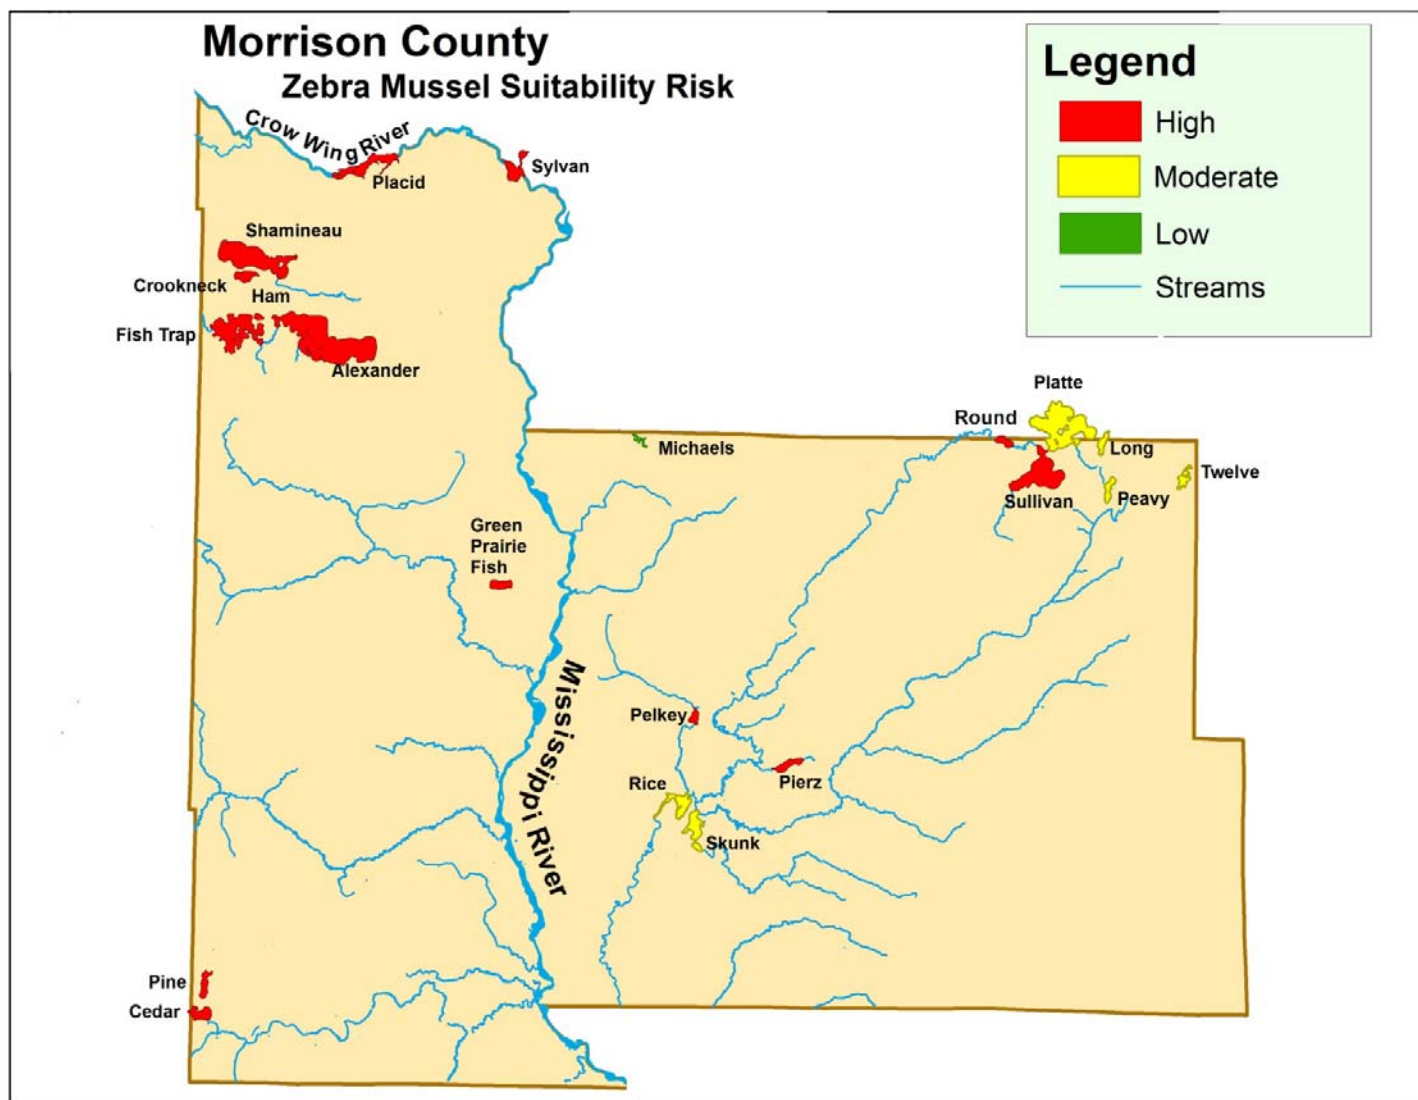 Morrison County
Zebra Mussel Suitability Risk
Legend
High
Moderate
Low
Streams
Crow Wing River
Placid
Sylvan
Shamineau
Crookneck
Ham
Fish Trap
Alexander
Platte
Round
Long
Michaels
Twelve
Sullivan
Peavy
Green
Prairie
Fish
Mississippi River
Pelkey
Rice
Pierz
Skunk
Pine
Cedar